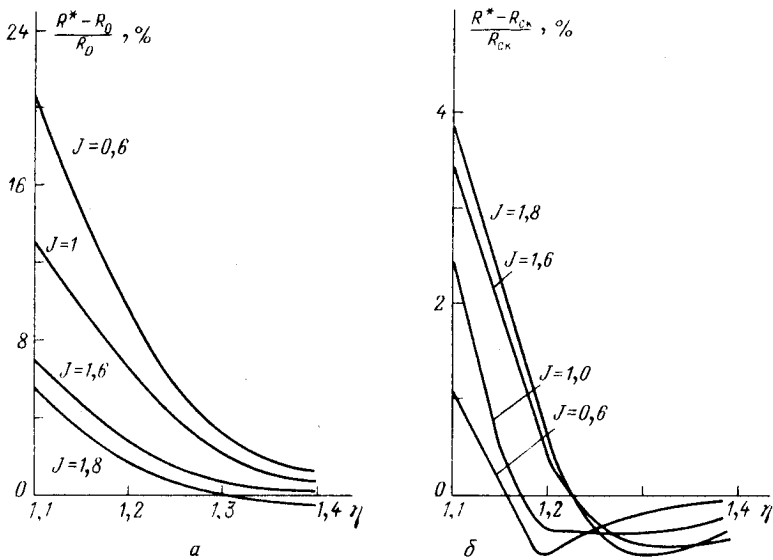 24
R* – R₀ / R₀ , %
J=0,6
16
J=1
8
J=1,6
J=1,8
0
1,1 1,2 1,3 1,4 η
а
R* – Rск / Rск , %
4
J=1,8
J=1,6
2
J=1,0
J=0,6
0
1,1 1,2 1,4 η
б